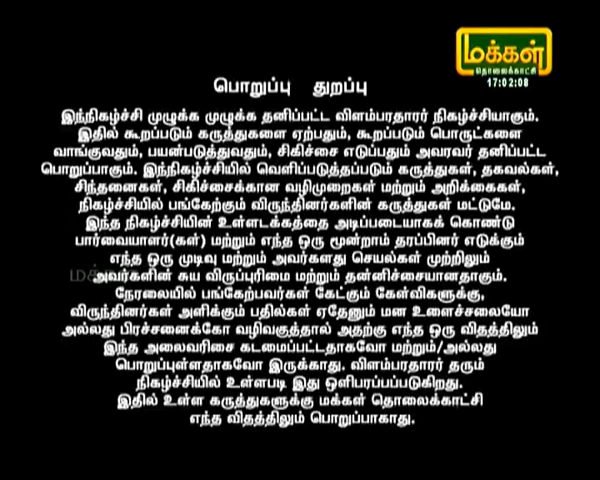 மக்கள்
தொலைக்காட்சி
17:02:08
பொறுப்பு துறப்பு
இந்நிகழ்ச்சி முழுக்க முழுக்க தனிப்பட்ட விளம்பரதாரர் நிகழ்ச்சியாகும்.
இதில் கூறப்படும் கருத்துகளை ஏற்பதும், கூறப்படும் பொருட்களை
வாங்குவதும், பயன்படுத்துவதும், சிகிச்சை எடுப்பதும் அவரவர் தனிப்பட்ட
பொறுப்பாகும். இந்நிகழ்ச்சியில் வெளிப்படுத்தப்படும் கருத்துகள், தகவல்கள்,
சிந்தனைகள், சிகிச்சைக்கான வழிமுறைகள் மற்றும் அறிக்கைகள்,
நிகழ்ச்சியில் பங்கேற்கும் விருந்தினர்களின் கருத்துகள் மட்டுமே.
இந்த நிகழ்ச்சியின் உள்ளடக்கத்தை அடிப்படையாகக் கொண்டு
பார்வையாளர்(கள்) மற்றும் எந்த ஒரு மூன்றாம் தரப்பினர் எடுக்கும்
எந்த ஒரு முடிவு மற்றும் அவர்களது செயல்கள் முற்றிலும்
அவர்களின் சுய விருப்புரிமை மற்றும் தன்னிச்சையானதாகும்.
நேரலையில் பங்கேற்பவர்கள் கேட்கும் கேள்விகளுக்கு,
விருந்தினர்கள் அளிக்கும் பதில்கள் ஏதேனும் மன உளைச்சலையோ
அல்லது பிரச்சனைக்கோ வழிவகுத்தால் அதற்கு எந்த ஒரு விதத்திலும்
இந்த அலைவரிசை கடமைப்பட்டதாகவோ மற்றும்/அல்லது
பொறுப்புள்ளதாகவோ இருக்காது. விளம்பரதாரர் தரும்
நிகழ்ச்சியில் உள்ளபடி இது ஒளிபரப்பப்படுகிறது.
இதில் உள்ள கருத்துகளுக்கு மக்கள் தொலைக்காட்சி
எந்த விதத்திலும் பொறுப்பாகாது.